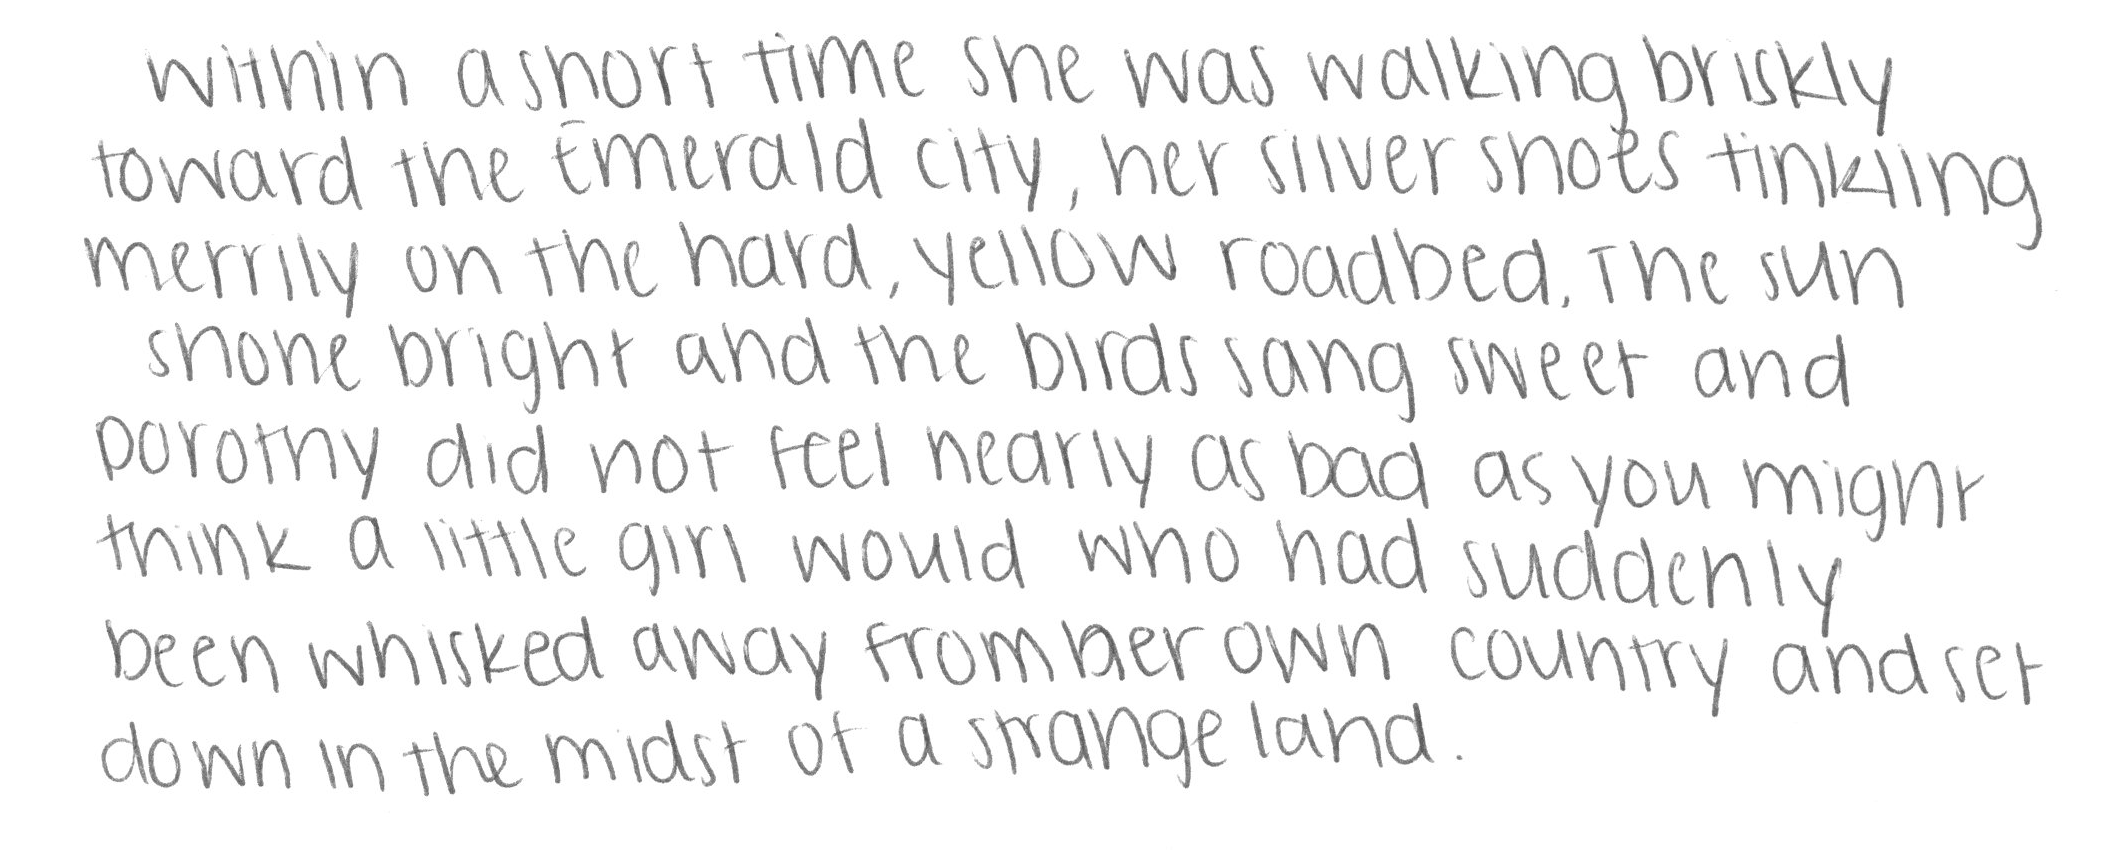 Within a short time she was walking briskly
toward the Emerald City, her silver shoes tinkling
merrily on the hard, yellow roadbed. The sun
shone bright and the birds sang sweet and
Dorothy did not feel nearly as bad as you might
think a little girl would who had suddenly
been whisked away from her own country and set
down in the midst of a strange land.